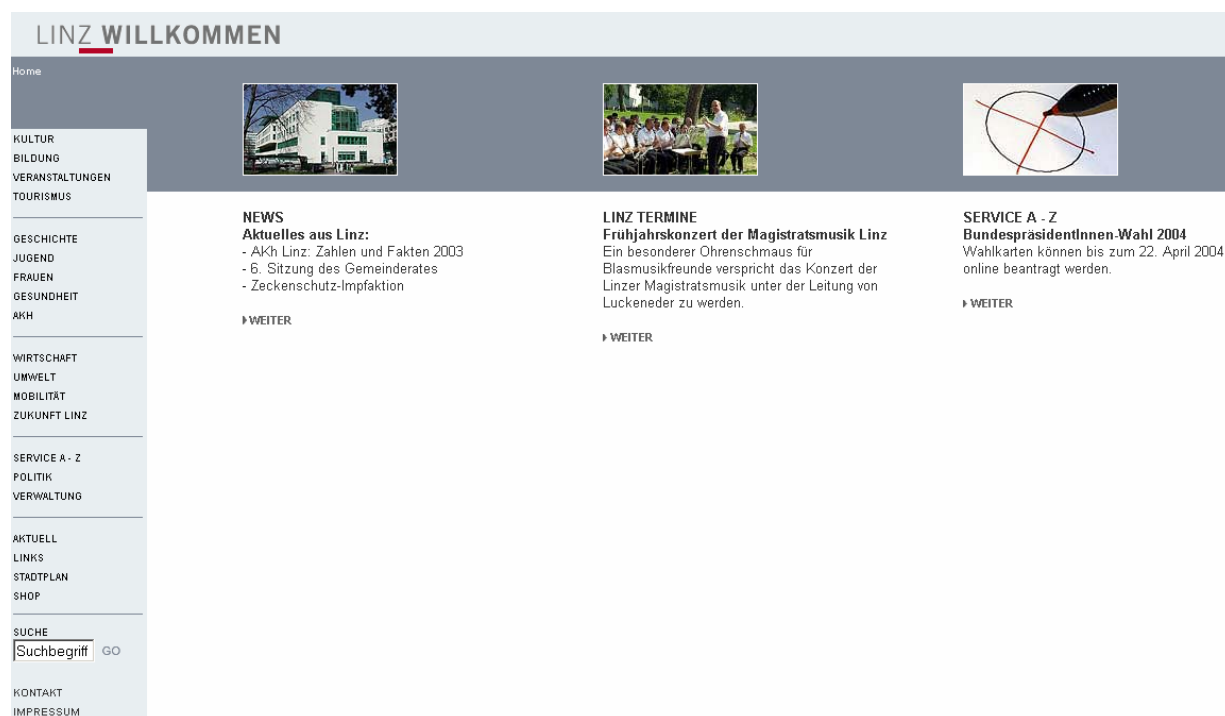 LINZ WILLKOMMEN
Home
KULTUR
BILDUNG
VERANSTALTUNGEN
TOURISMUS
GESCHICHTE
JUGEND
FRAUEN
GESUNDHEIT
AKH
WIRTSCHAFT
UMWELT
MOBILITÄT
ZUKUNFT LINZ
SERVICE A - Z
POLITIK
VERWALTUNG
AKTUELL
LINKS
STADTPLAN
SHOP
SUCHE
Suchbegriff GO
KONTAKT
IMPRESSUM
NEWS
Aktuelles aus Linz:
- AKh Linz: Zahlen und Fakten 2003
- 6. Sitzung des Gemeinderates
- Zeckenschutz-Impfaktion
WEITER
LINZ TERMINE
Frühjahrskonzert der Magistratsmusik Linz
Ein besonderer Ohrenschmaus für
Blasmusikfreunde verspricht das Konzert der
Linzer Magistratsmusik unter der Leitung von
Luckeneder zu werden.
WEITER
SERVICE A - Z
BundespräsidentInnen-Wahl 2004
Wahlkarten können bis zum 22. April 2004
online beantragt werden.
WEITER